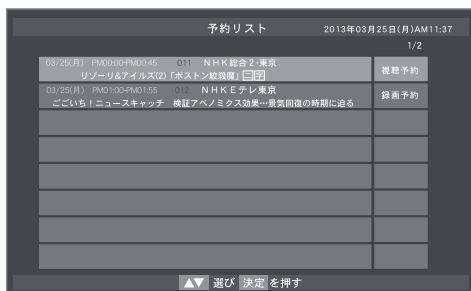 予約リスト 2013年03月25日(月)AM11:37
1/2
03/25(月) PM00:00-PM00:45 011 NHK総合2・東京
リゾーリ&アイルズ(2)「ボストン絞殺魔」二字
視聴予約
03/25(月) PM01:00-PM01:55 012 NHKEテレ東京
ごごいち!ニュースキャッチ 検証アベノミクス効果…景気回復の時期に迫る
録画予約
▲▼ 選び 決定 を押す